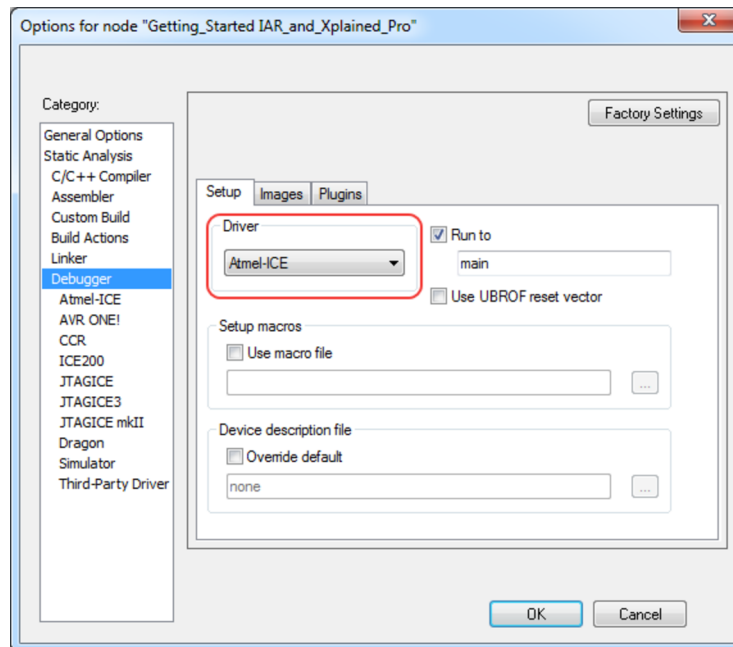 Options for node "Getting_Started IAR_and_Xplained_Pro"
Category:
Factory Settings
General Options
Static Analysis
C/C++ Compiler
Assembler
Custom Build
Build Actions
Linker
Debugger
Atmel-ICE
AVR ONE!
CCR
ICE200
JTAGICE
JTAGICE3
JTAGICE mkII
Dragon
Simulator
Third-Party Driver
Setup Images Plugins
Driver
Atmel-ICE
Run to
main
Use UBROF reset vector
Setup macros
Use macro file
...
Device description file
Override default
none
...
OK Cancel